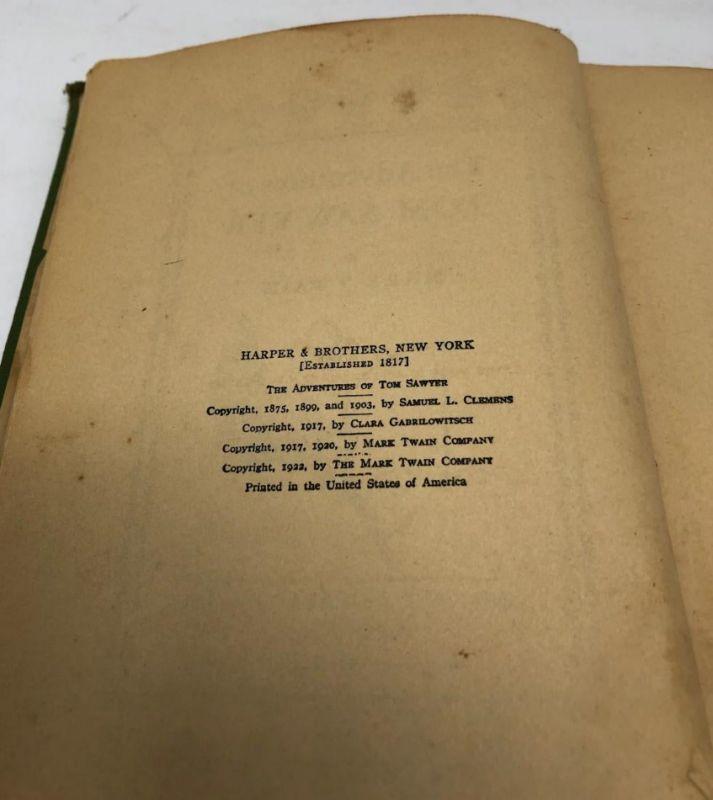 HARPER & BROTHERS, NEW YORK
[ESTABLISHED 1817]
THE ADVENTURES OF TOM SAWYER
Copyright, 1875, 1899, and 1903, by SAMUEL L. CLEMENS
Copyright, 1917, by CLARA GABRILOWITSCH
Copyright, 1917, 1920, by MARK TWAIN COMPANY
Copyright, 1922, by THE MARK TWAIN COMPANY
Printed in the United States of America